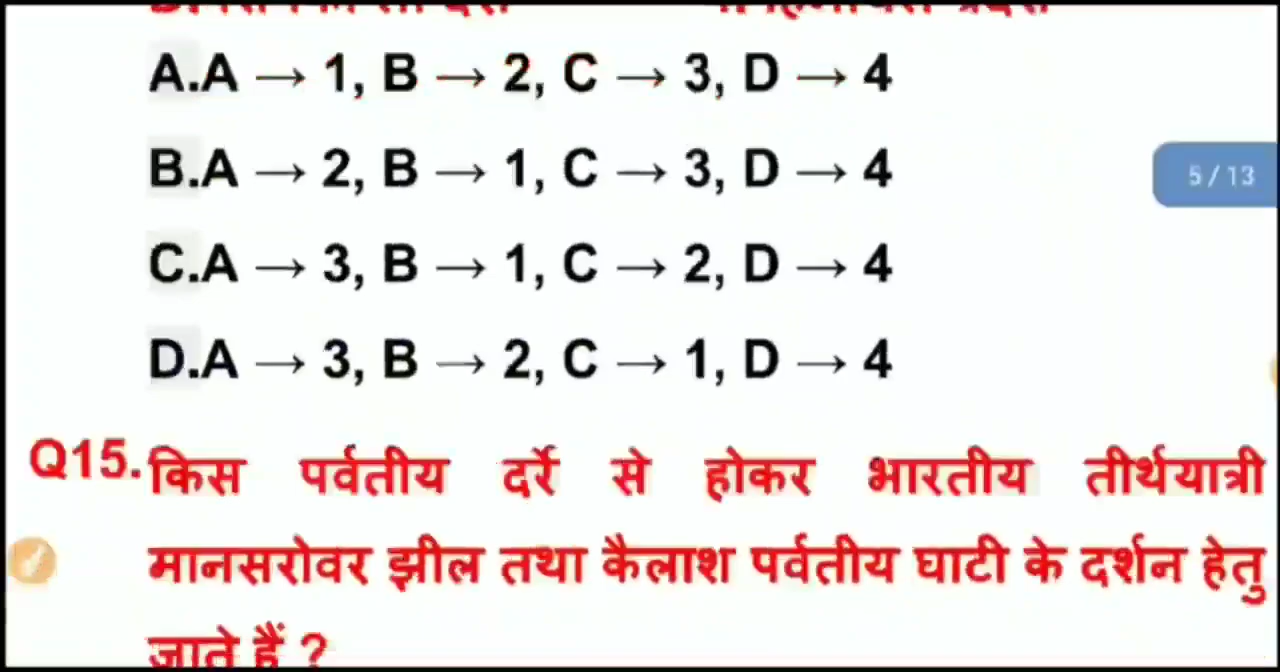 A.A → 1, B → 2, C → 3, D → 4
B.A → 2, B → 1, C → 3, D → 4
5 / 13
C.A → 3, B → 1, C → 2, D → 4
D.A → 3, B → 2, C → 1, D → 4
Q15. किस पर्वतीय दर्रे से होकर भारतीय तीर्थयात्री
मानसरोवर झील तथा कैलाश पर्वतीय घाटी के दर्शन हेतु
जाते हैं ?